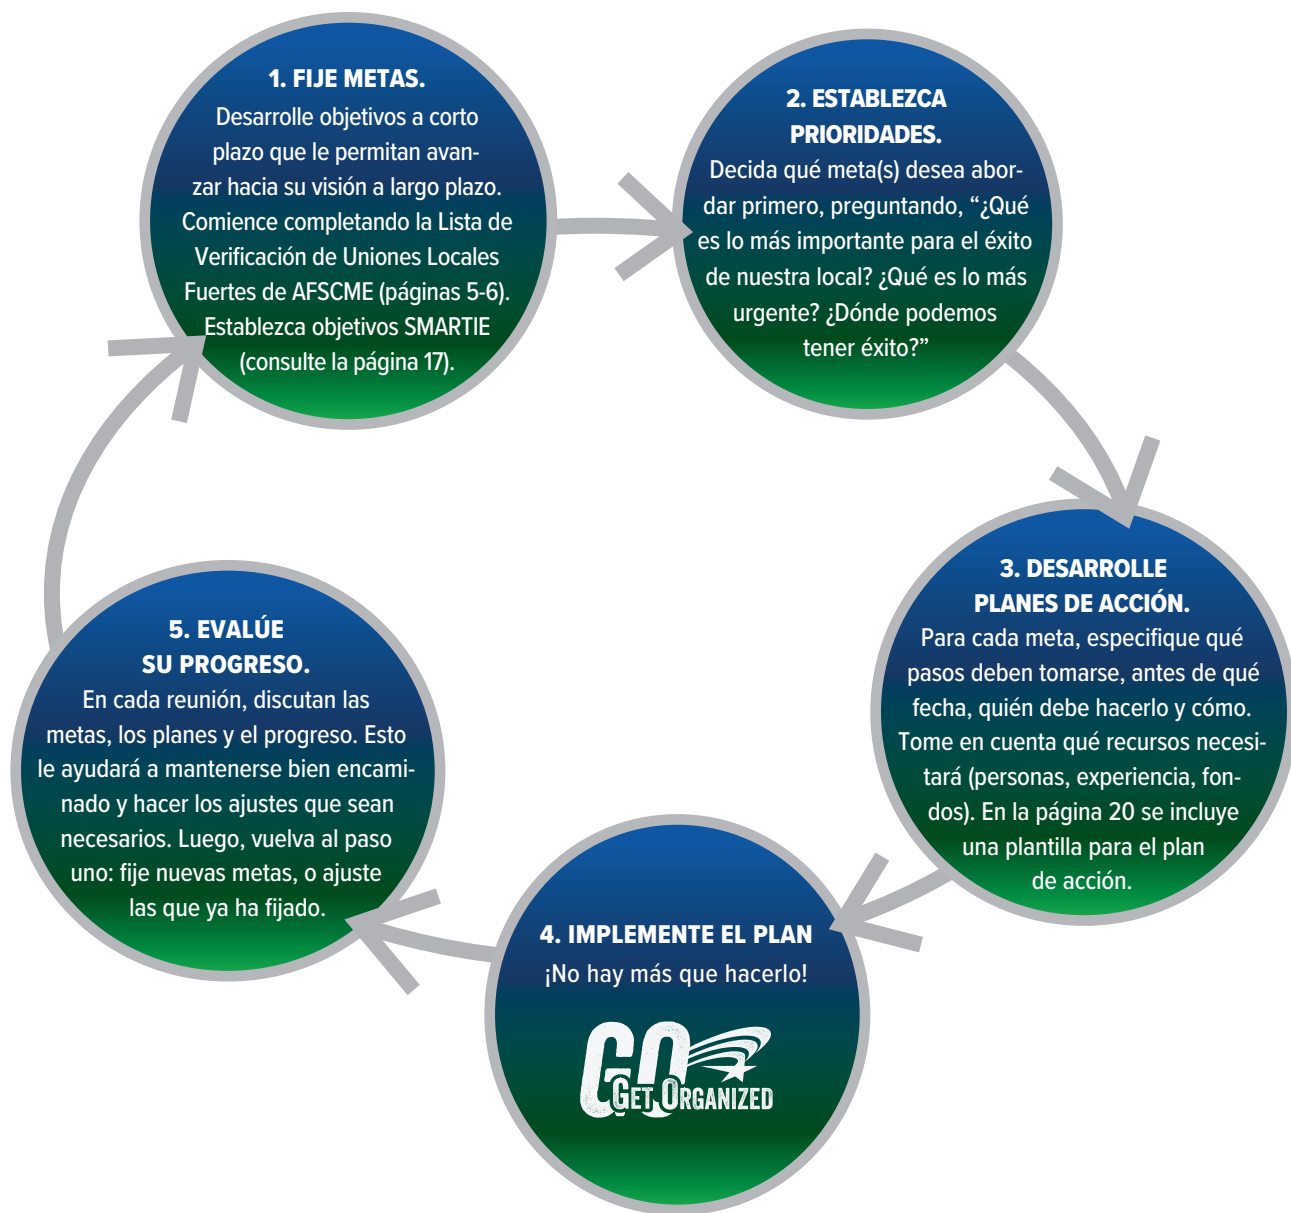 1. FIJE METAS.
Desarrolle objetivos a corto
plazo que le permitan avan-
zar hacia su visión a largo plazo.
Comience completando la Lista de
Verificación de Uniones Locales
Fuertes de AFSCME (páginas 5-6).
Establezca objetivos SMARTIE
(consulte la página 17).
2. ESTABLEZCA
PRIORIDADES.
Decida qué meta(s) desea abor-
dar primero, preguntando, “¿Qué
es lo más importante para el éxito
de nuestra local? ¿Qué es lo más
urgente? ¿Dónde podemos
tener éxito?”
3. DESARROLLE
PLANES DE ACCIÓN.
Para cada meta, especifique qué
pasos deben tomarse, antes de qué
fecha, quién debe hacerlo y cómo.
Tome en cuenta qué recursos necesi-
tará (personas, experiencia, fon-
dos). En la página 20 se incluye
una plantilla para el plan
de acción.
4. IMPLEMENTE EL PLAN
¡No hay más que hacerlo!
GO
GET ORGANIZED
5. EVALÚE
SU PROGRESO.
En cada reunión, discutan las
metas, los planes y el progreso. Esto
le ayudará a mantenerse bien encami-
nado y hacer los ajustes que sean
necesarios. Luego, vuelva al paso
uno: fije nuevas metas, o ajuste
las que ya ha fijado.